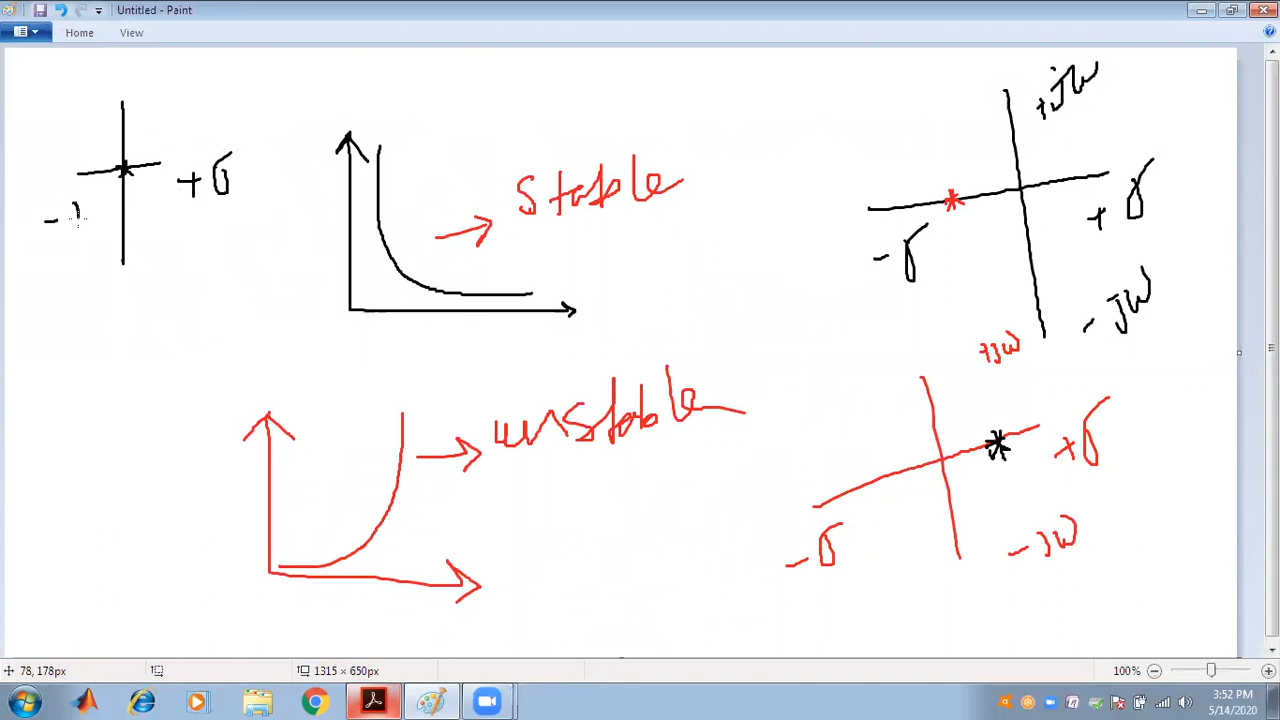 Untitled - Paint
Home View
+σ
-
Stable
+jω
-σ
+σ
-jω
unstable
+jω
-σ
+σ
-jω
78, 178px
1315 × 650px
100%
3:52 PM
5/14/2020